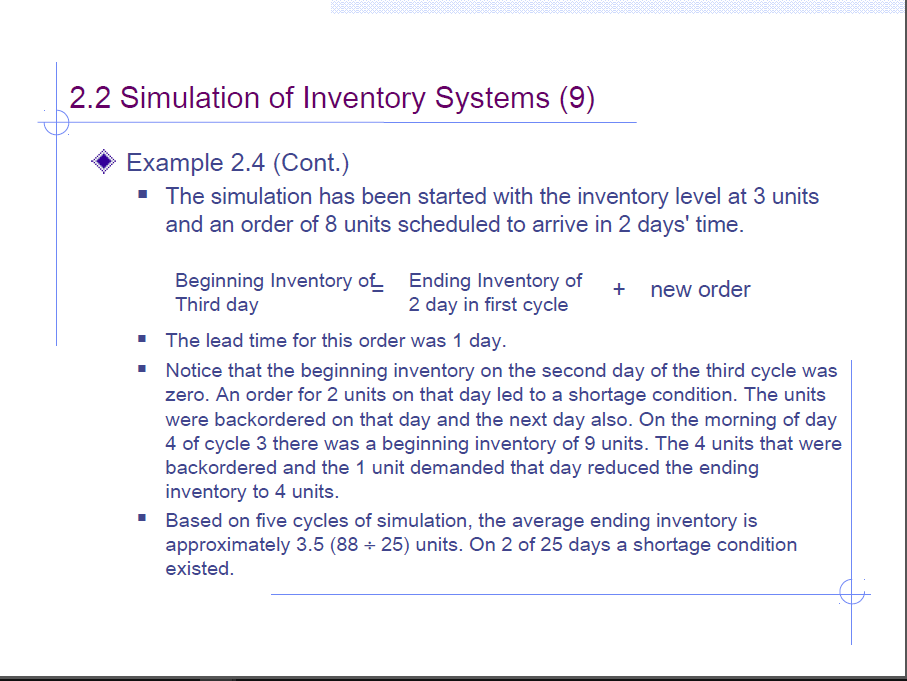 2.2 Simulation of Inventory Systems (9)
Example 2.4 (Cont.)
The simulation has been started with the inventory level at 3 units
and an order of 8 units scheduled to arrive in 2 days' time.
Beginning Inventory of = Ending Inventory of + new order
Third day 2 day in first cycle
The lead time for this order was 1 day.
Notice that the beginning inventory on the second day of the third cycle was
zero. An order for 2 units on that day led to a shortage condition. The units
were backordered on that day and the next day also. On the morning of day
4 of cycle 3 there was a beginning inventory of 9 units. The 4 units that were
backordered and the 1 unit demanded that day reduced the ending
inventory to 4 units.
Based on five cycles of simulation, the average ending inventory is
approximately 3.5 (88 ÷ 25) units. On 2 of 25 days a shortage condition
existed.